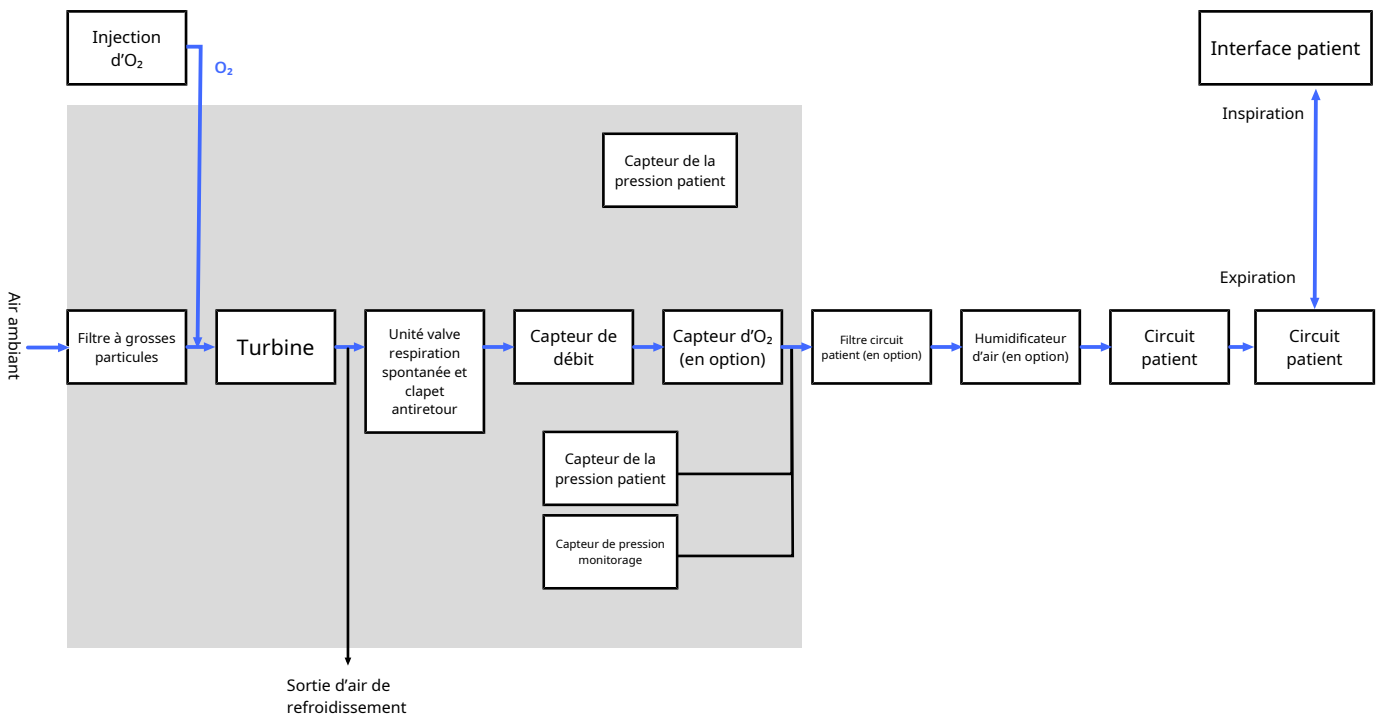 Injection
d’O₂
O₂
Interface patient
Inspiration
Capteur de la
pression patient
Expiration
Air ambiant
Filtre à grosses
particules
Turbine
Unité valve
respiration
spontanée et
clapet
antiretour
Capteur de
débit
Capteur d’O₂
(en option)
Filtre circuit
patient (en option)
Humidificateur
d’air (en option)
Circuit
patient
Circuit
patient
Capteur de la
pression patient
Capteur de pression
monitorage
Sortie d’air de
refroidissement